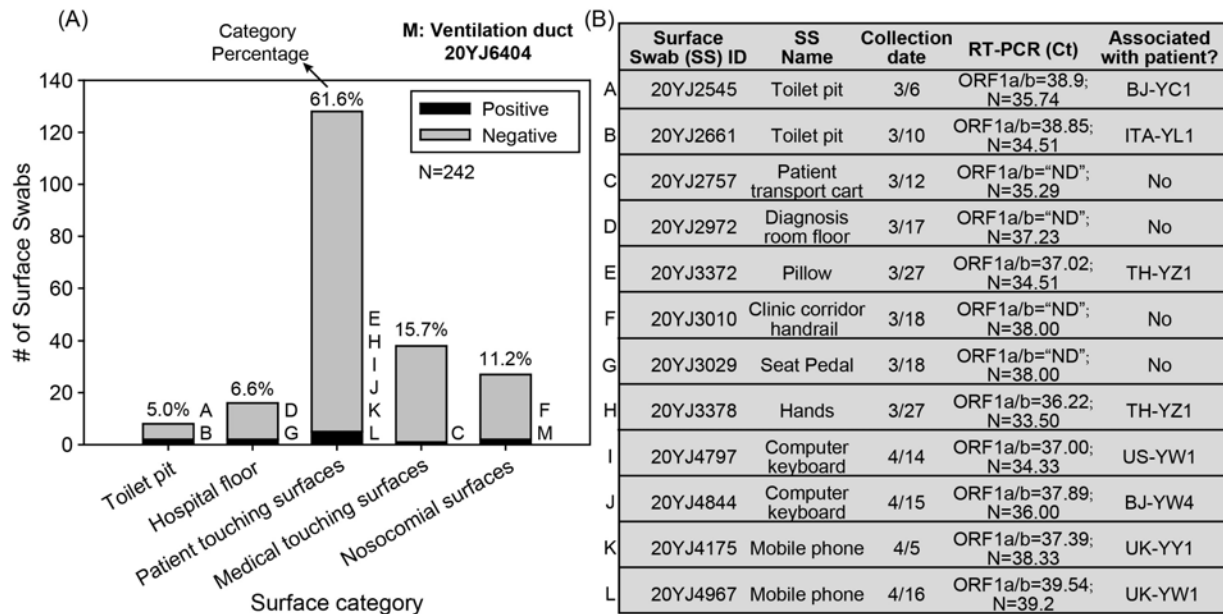 (A)
Category
Percentage
M: Ventilation duct
20YJ6404
# of Surface Swabs
140
120
100
80
60
40
20
0
61.6%
Positive
Negative
N=242
5.0%
A
B
6.6%
D
G
E
H
I
J
K
L
15.7%
C
11.2%
F
M
Toilet pit
Hospital floor
Patient touching surfaces
Medical touching surfaces
Nosocomial surfaces
Surface category
(B)
Surface Swab (SS) ID SS Name Collection date RT-PCR (Ct) Associated with patient?
A 20YJ2545 Toilet pit 3/6 ORF1a/b=38.9; N=35.74 BJ-YC1
B 20YJ2661 Toilet pit 3/10 ORF1a/b=38.85; N=34.51 ITA-YL1
C 20YJ2757 Patient transport cart 3/12 ORF1a/b=“ND”; N=35.29 No
D 20YJ2972 Diagnosis room floor 3/17 ORF1a/b=“ND”; N=37.23 No
E 20YJ3372 Pillow 3/27 ORF1a/b=37.02; N=34.51 TH-YZ1
F 20YJ3010 Clinic corridor handrail 3/18 ORF1a/b=“ND”; N=38.00 No
G 20YJ3029 Seat Pedal 3/18 ORF1a/b=“ND”; N=38.00 No
H 20YJ3378 Hands 3/27 ORF1a/b=36.22; N=33.50 TH-YZ1
I 20YJ4797 Computer keyboard 4/14 ORF1a/b=37.00; N=34.33 US-YW1
J 20YJ4844 Computer keyboard 4/15 ORF1a/b=37.89; N=36.00 BJ-YW4
K 20YJ4175 Mobile phone 4/5 ORF1a/b=37.39; N=38.33 UK-YY1
L 20YJ4967 Mobile phone 4/16 ORF1a/b=39.54; N=39.2 UK-YW1